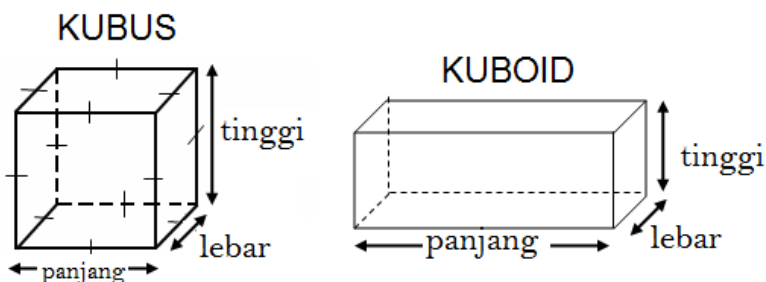 KUBUS
tinggi
lebar
panjang
KUBOID
tinggi
panjang
lebar